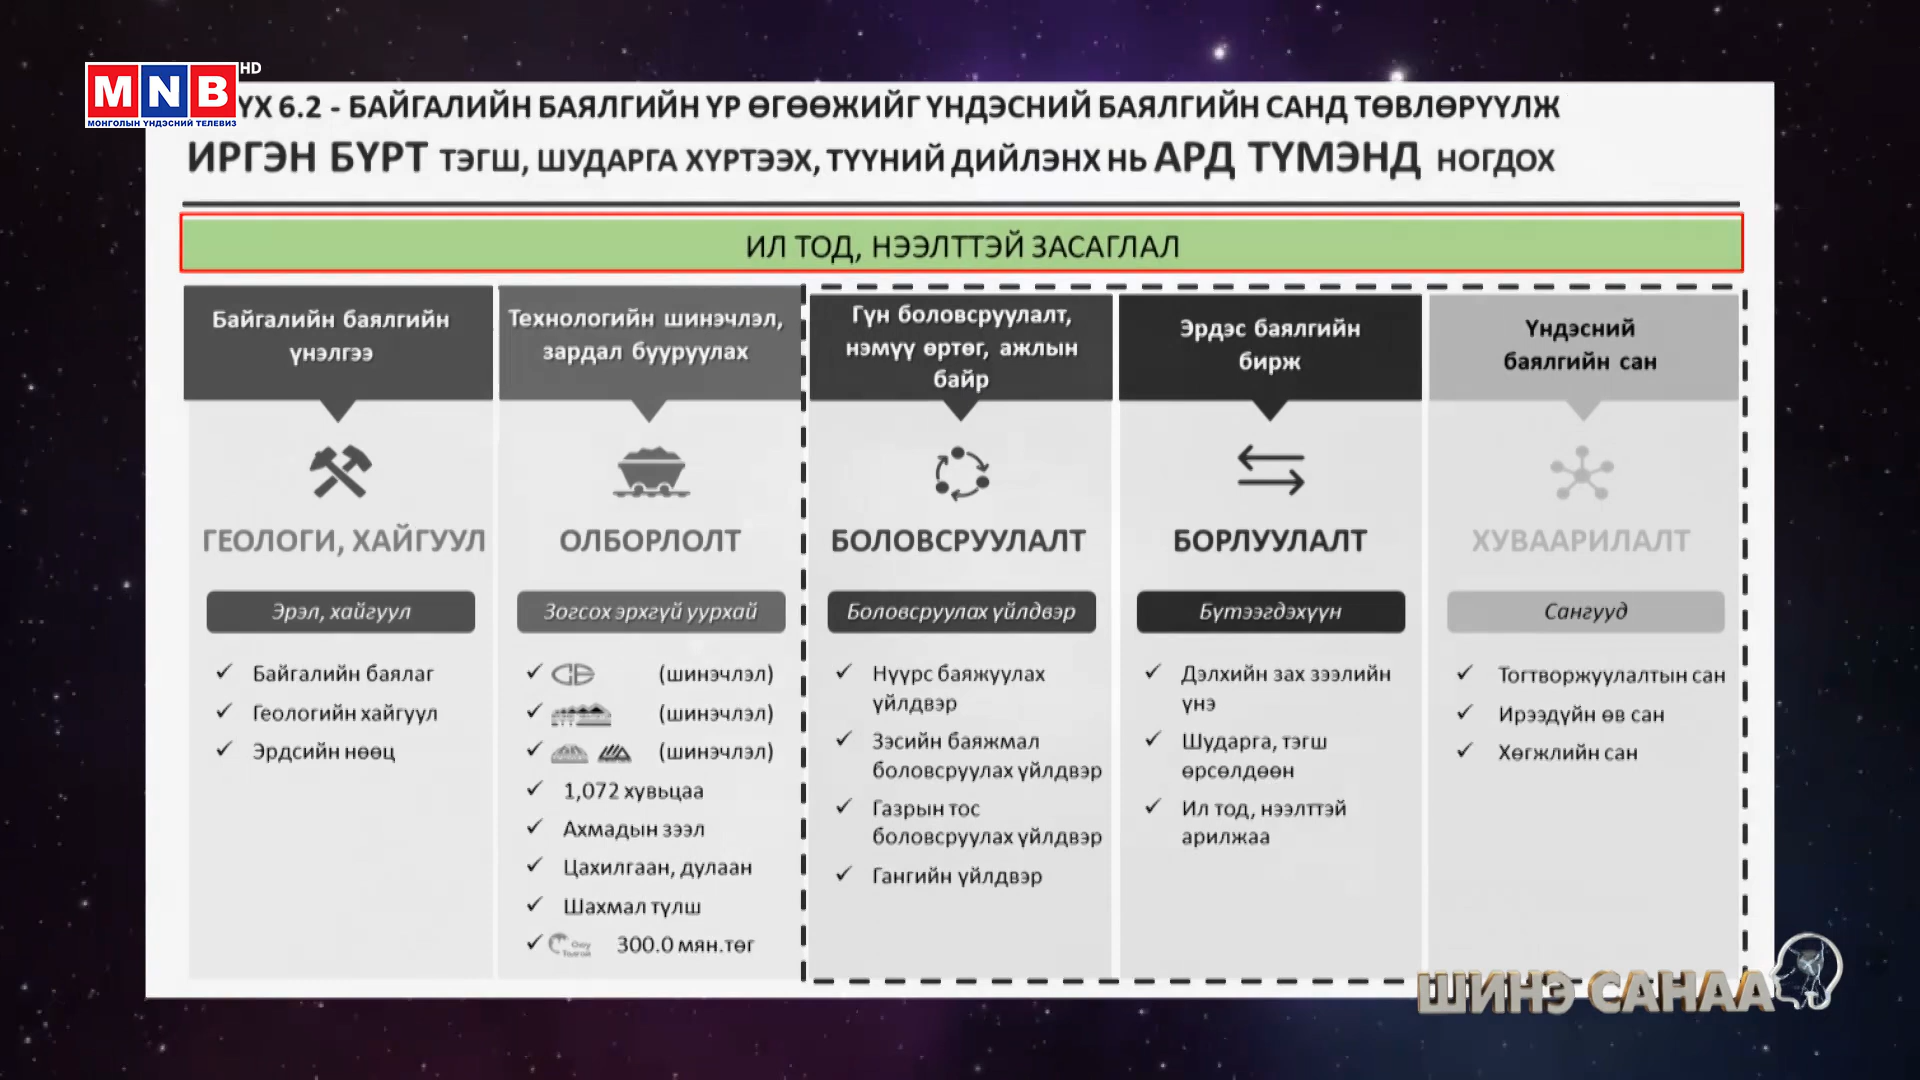 MNB HD
МОНГОЛЫН ҮНДЭСНИЙ ТЕЛЕВИЗ
ҮХ 6.2 - БАЙГАЛИЙН БАЯЛГИЙН ҮР ӨГӨӨЖИЙГ ҮНДЭСНИЙ БАЯЛГИЙН САНД ТӨВЛӨРҮҮЛЖ
ИРГЭН БҮРТ ТЭГШ, ШУДАРГА ХҮРТЭЭХ, ТҮҮНИЙ ДИЙЛЭНХ НЬ АРД ТҮМЭНД НОГДОХ
ИЛ ТОД, НЭЭЛТТЭЙ ЗАСАГЛАЛ
Байгалийн баялгийн
үнэлгээ
ГЕОЛОГИ, ХАЙГУУЛ
Эрэл, хайгуул
✓ Байгалийн баялаг
✓ Геологийн хайгуул
✓ Эрдсийн нөөц
Технологийн шинэчлэл,
зардал бууруулах
ОЛБОРЛОЛТ
Зогсох эрхгүй уурхай
✓ (шинэчлэл)
✓ (шинэчлэл)
✓ (шинэчлэл)
✓ 1,072 хувьцаа
✓ Ахмадын зээл
✓ Цахилгаан, дулаан
✓ Шахмал түлш
✓ Оюу Толгой 300.0 мян.төг
Гүн боловсруулалт,
нэмүү өртөг, ажлын
байр
БОЛОВСРУУЛАЛТ
Боловсруулах үйлдвэр
✓ Нүүрс баяжуулах
үйлдвэр
✓ Зэсийн баяжмал
боловсруулах үйлдвэр
✓ Газрын тос
боловсруулах үйлдвэр
✓ Гангийн үйлдвэр
Эрдэс баялгийн
бирж
БОРЛУУЛАЛТ
Бүтээгдэхүүн
✓ Дэлхийн зах зээлийн
үнэ
✓ Шударга, тэгш
өрсөлдөөн
✓ Ил тод, нээлттэй
арилжаа
Үндэсний
баялгийн сан
ХУВААРИЛАЛТ
Сангууд
✓ Тогтворжуулалтын сан
✓ Ирээдүйн өв сан
✓ Хөгжлийн сан
ШИНЭ САНАА